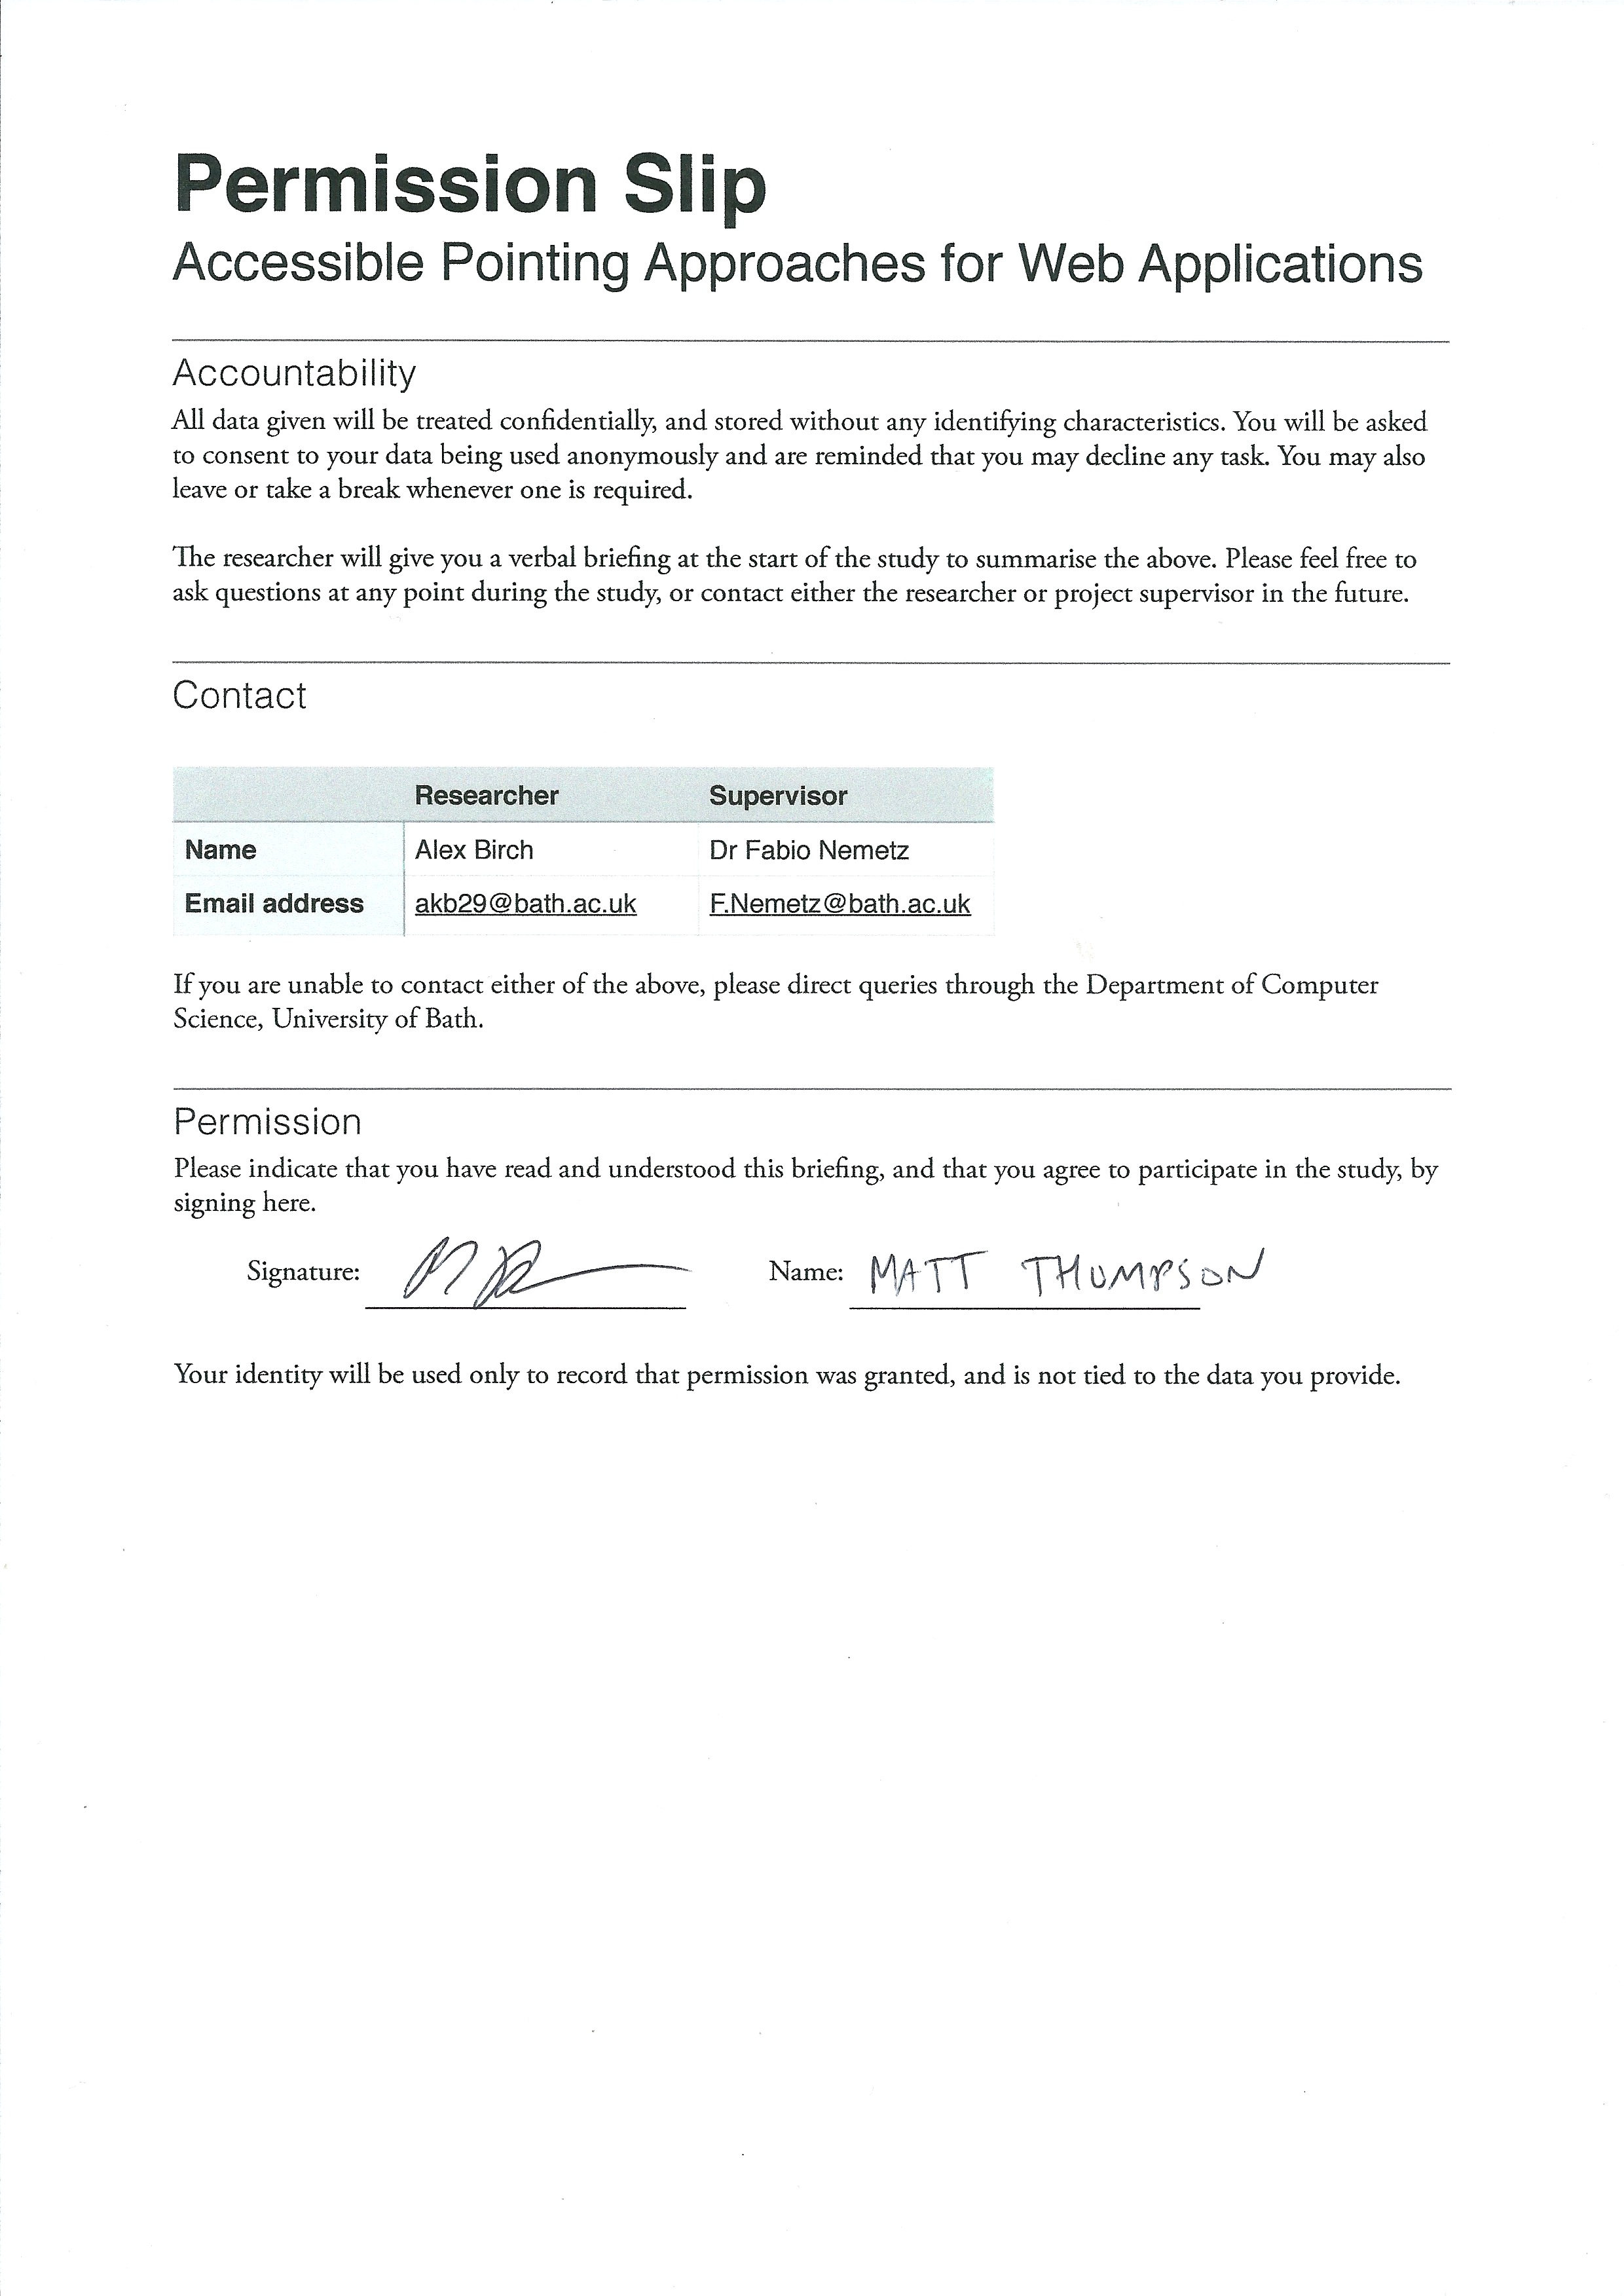 Permission Slip
Accessible Pointing Approaches for Web Applications
Accountability
All data given will be treated confidentially, and stored without any identifying characteristics. You will be asked
to consent to your data being used anonymously and are reminded that you may decline any task. You may also
leave or take a break whenever one is required.
The researcher will give you a verbal briefing at the start of the study to summarise the above. Please feel free to
ask questions at any point during the study, or contact either the researcher or project supervisor in the future.
Contact
Researcher Supervisor
Name Alex Birch Dr Fabio Nemetz
Email address akb29@bath.ac.uk F.Nemetz@bath.ac.uk
If you are unable to contact either of the above, please direct queries through the Department of Computer
Science, University of Bath.
Permission
Please indicate that you have read and understood this briefing, and that you agree to participate in the study, by
signing here.
Signature: Name: MATT THOMPSON
Your identity will be used only to record that permission was granted, and is not tied to the data you provide.